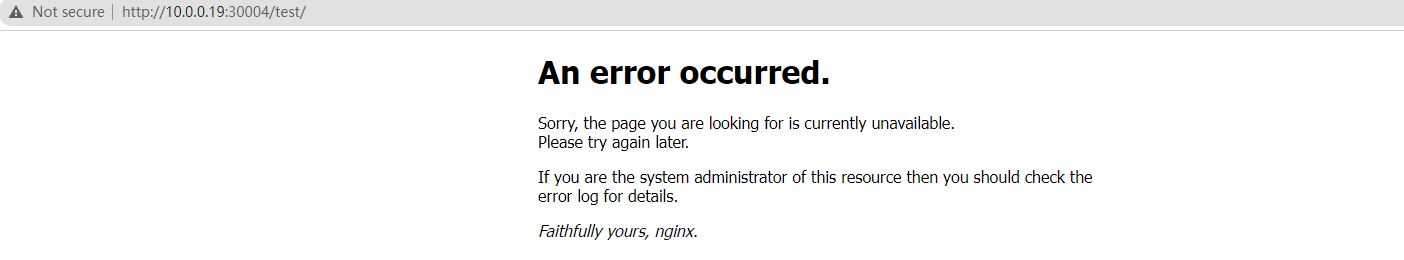 Not secure | http://10.0.0.19:30004/test/
An error occurred.
Sorry, the page you are looking for is currently unavailable.
Please try again later.
If you are the system administrator of this resource then you should check the
error log for details.
Faithfully yours, nginx.